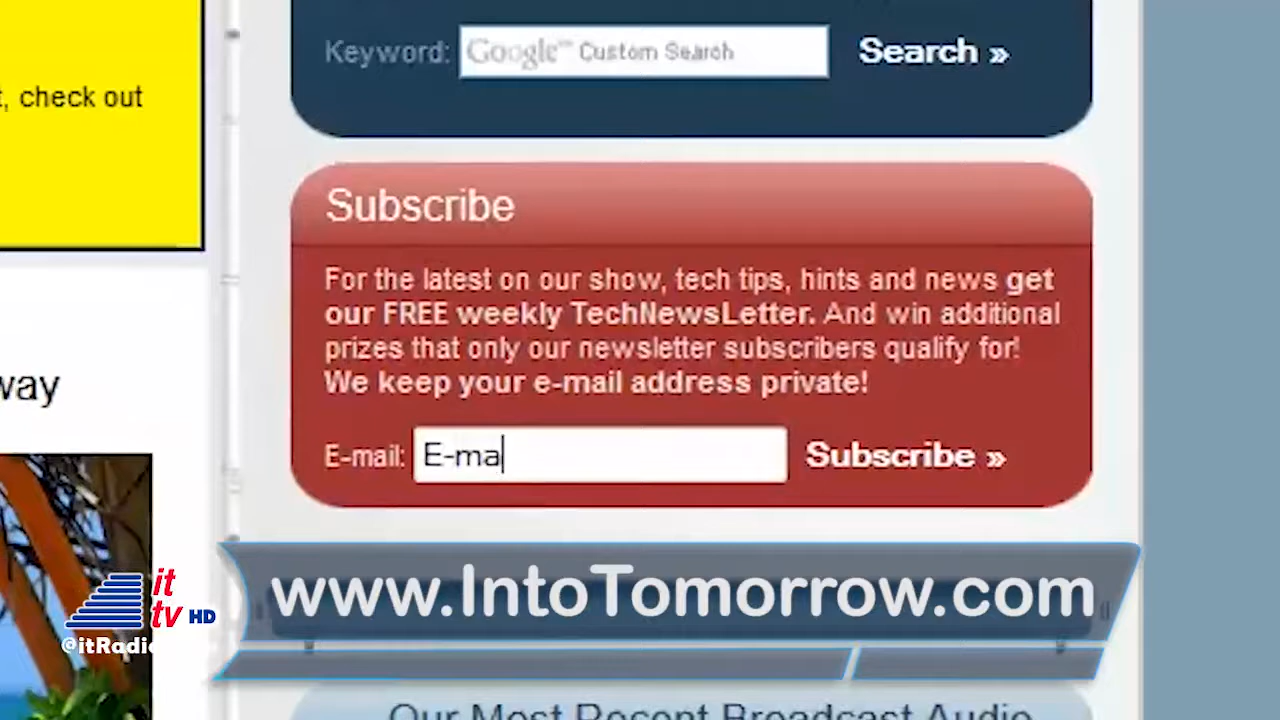 Keyword:
Google™ Custom Search
Search »
, check out
Subscribe
For the latest on our show, tech tips, hints and news get
our FREE weekly TechNewsLetter. And win additional
prizes that only our newsletter subscribers qualify for!
We keep your e-mail address private!
way
E-mail:
E-ma
Subscribe »
www.IntoTomorrow.com
it
tv HD
@itRadio
Our Most Recent Broadcast Audio